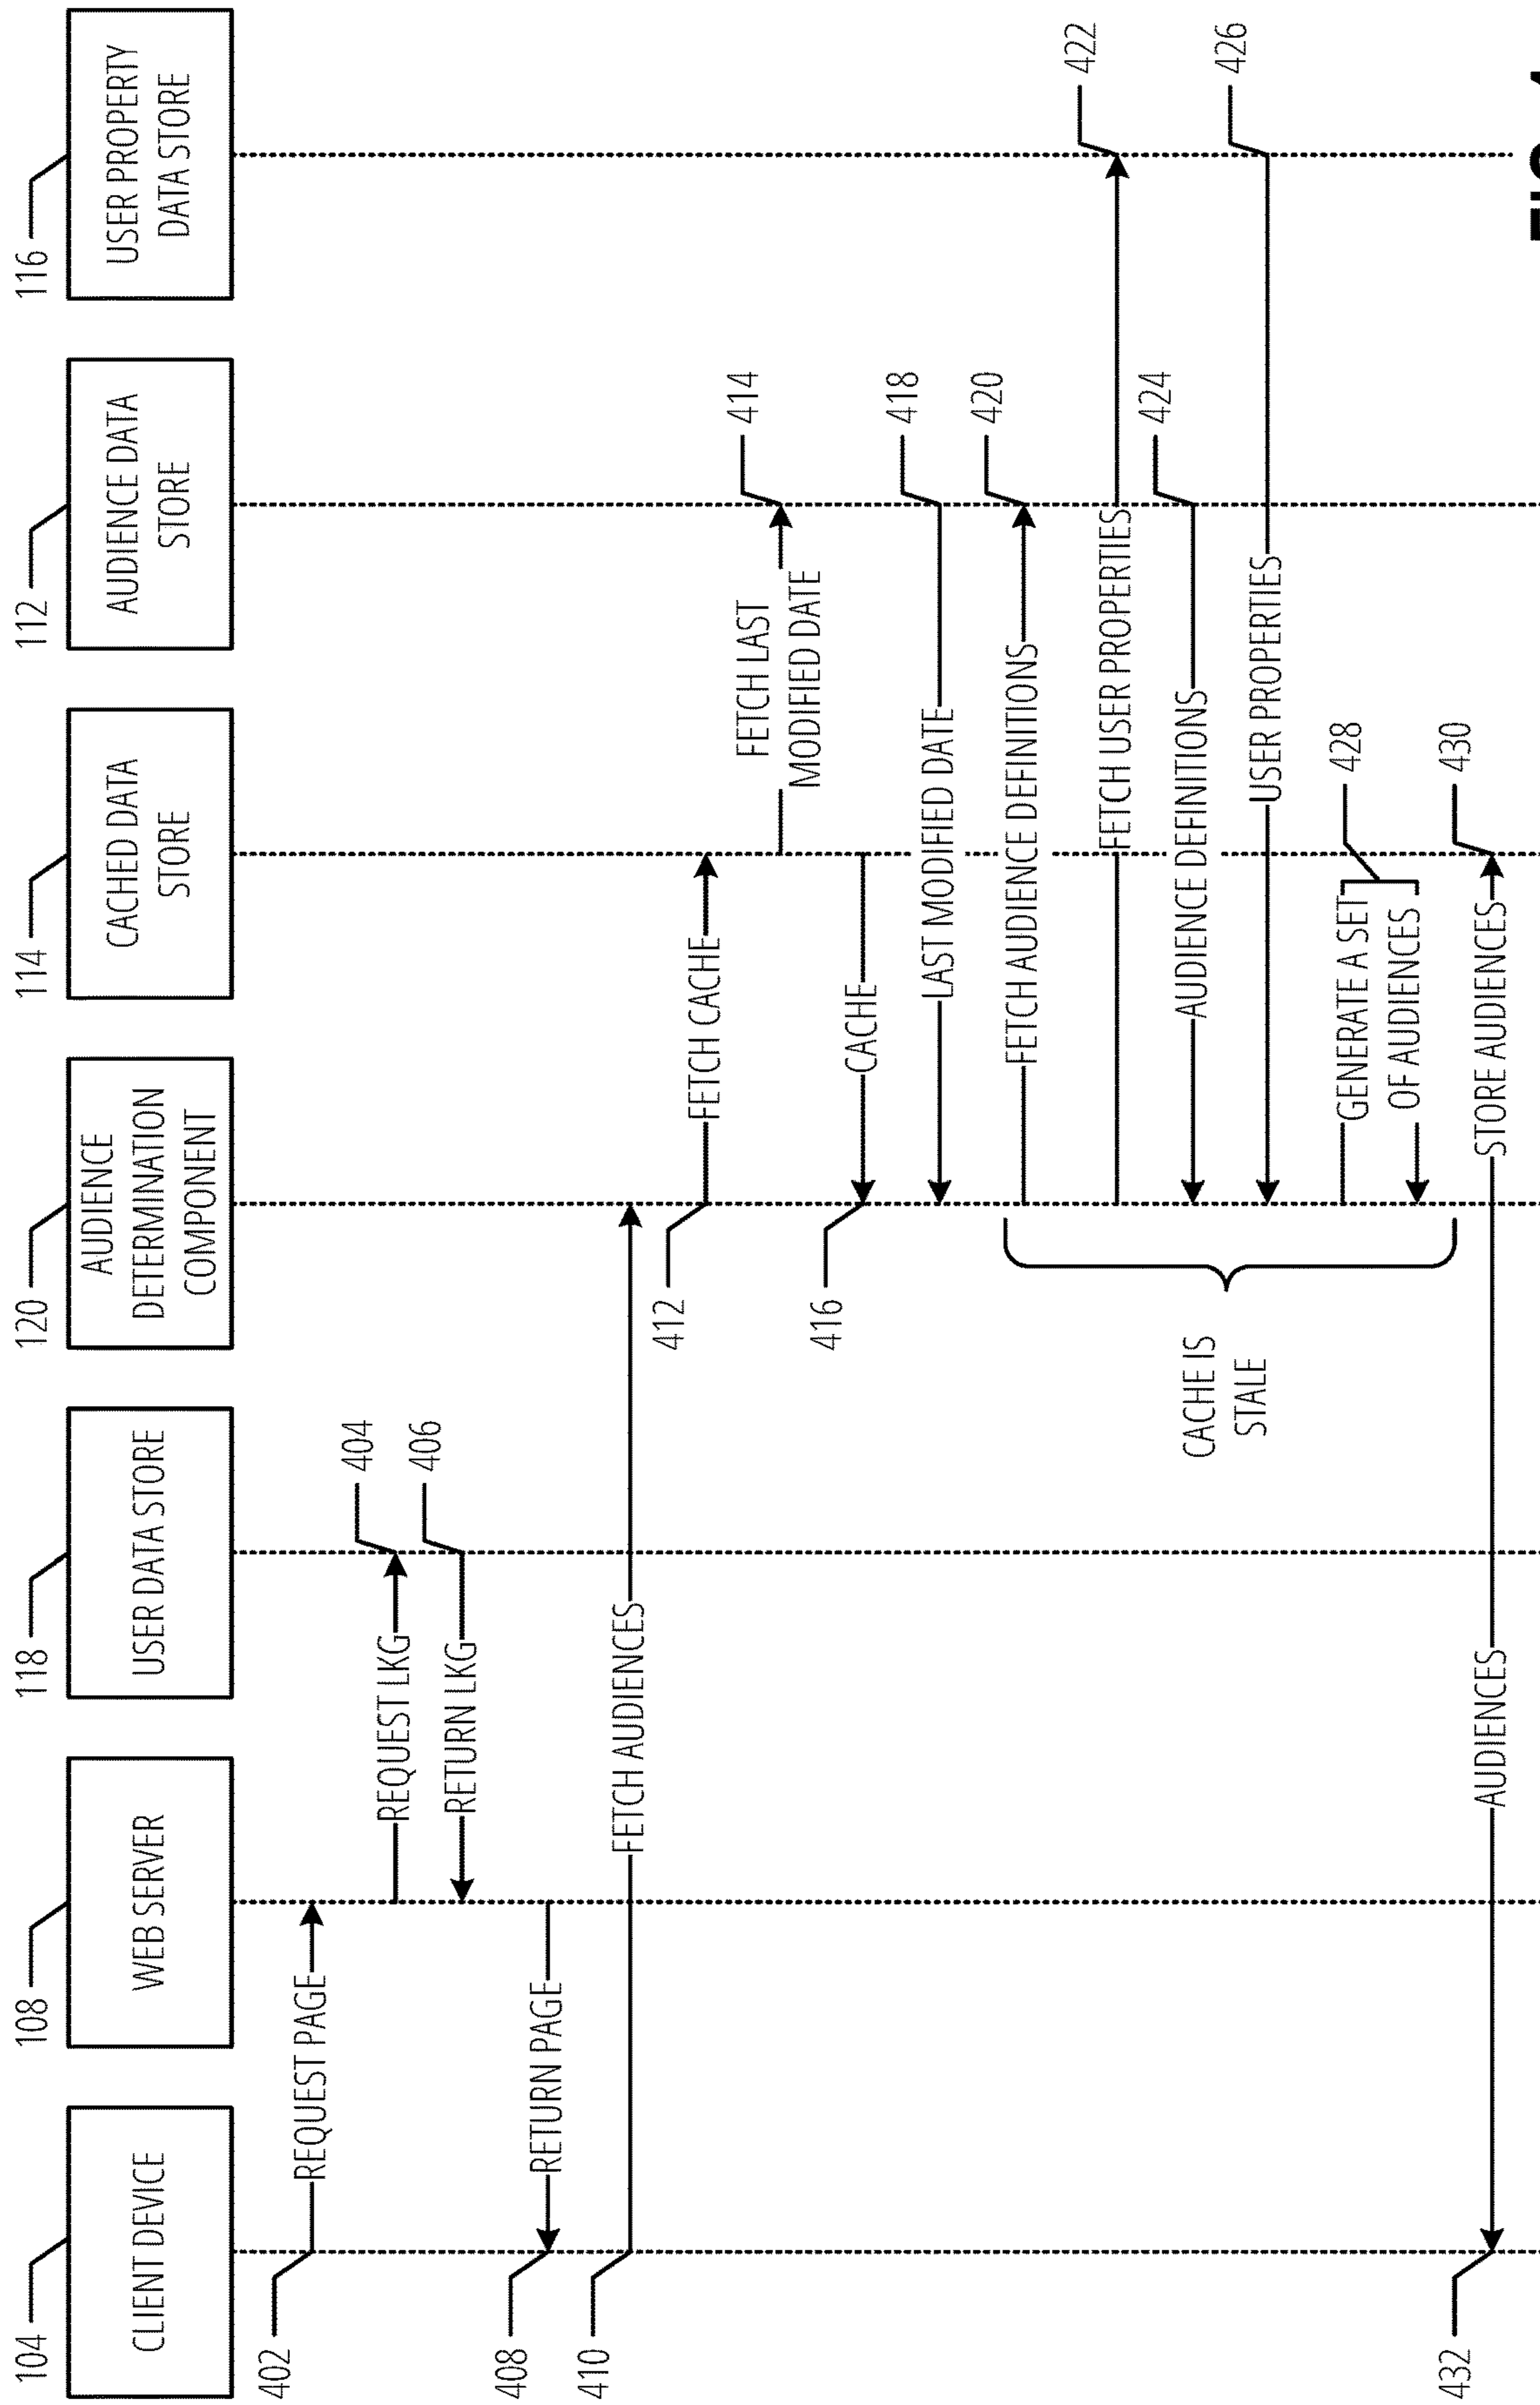 104
CLIENT DEVICE
108
WEB SERVER
118
USER DATA STORE
120
AUDIENCE
DETERMINATION
COMPONENT
114
CACHED DATA
STORE
112
AUDIENCE DATA
STORE
116
USER PROPERTY
DATA STORE
402
REQUEST PAGE
REQUEST LKG
404
RETURN LKG
406
408
RETURN PAGE
410
FETCH AUDIENCES
412
FETCH CACHE
FETCH LAST
MODIFIED DATE
414
416
CACHE
LAST MODIFIED DATE
418
FETCH AUDIENCE DEFINITIONS
420
FETCH USER PROPERTIES
422
AUDIENCE DEFINITIONS
424
USER PROPERTIES
426
CACHE IS
STALE
GENERATE A SET
OF AUDIENCES
428
432
AUDIENCES
STORE AUDIENCES
430